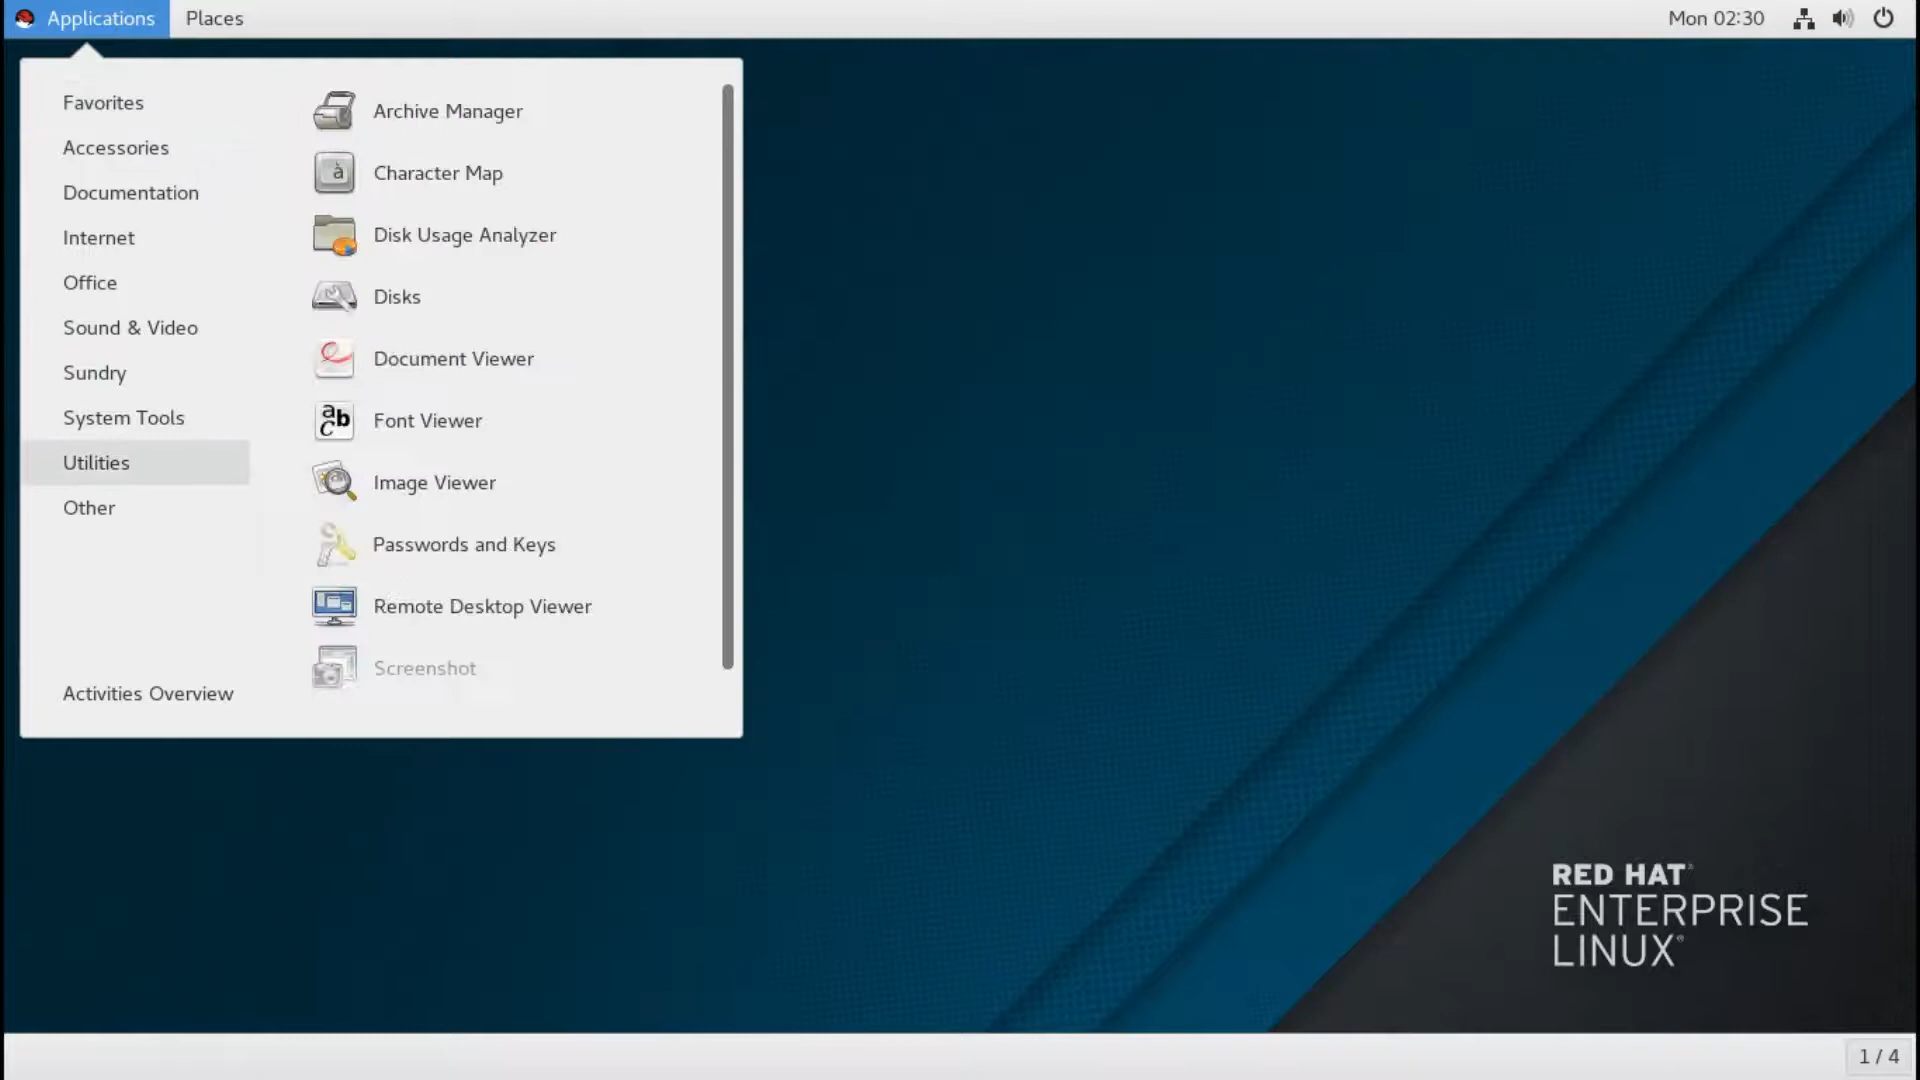 Applications Places Mon 02:30
Favorites
Accessories
Documentation
Internet
Office
Sound & Video
Sundry
System Tools
Utilities
Other
Activities Overview
Archive Manager
à
Character Map
Disk Usage Analyzer
Disks
Document Viewer
abc
Font Viewer
Image Viewer
Passwords and Keys
Remote Desktop Viewer
Screenshot
RED HAT®
ENTERPRISE
LINUX®
1 / 4